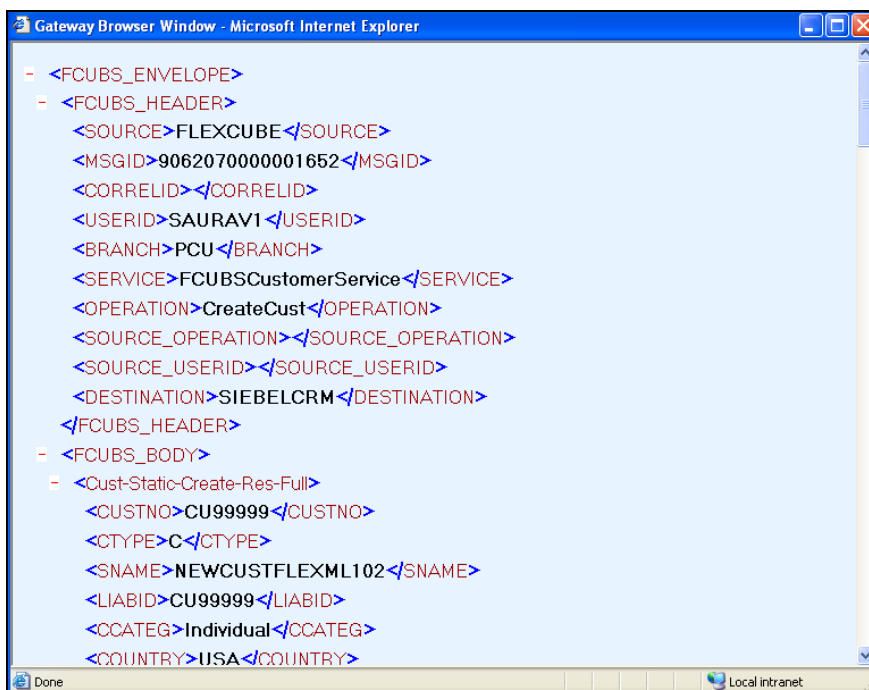 Gateway Browser Window - Microsoft Internet Explorer
- <FCUBS_ENVELOPE>
- <FCUBS_HEADER>
<SOURCE>FLEXCUBE</SOURCE>
<MSGID>9062070000001652</MSGID>
<CORRELID></CORRELID>
<USERID>SAURAV1</USERID>
<BRANCH>PCU</BRANCH>
<SERVICE>FCUBSCustomerService</SERVICE>
<OPERATION>CreateCust</OPERATION>
<SOURCE_OPERATION></SOURCE_OPERATION>
<SOURCE_USERID></SOURCE_USERID>
<DESTINATION>SIEBELCRM</DESTINATION>
</FCUBS_HEADER>
- <FCUBS_BODY>
- <Cust-Static-Create-Res-Full>
<CUSTNO>CU99999</CUSTNO>
<CTYPE>C</CTYPE>
<SNAME>NEWCUSTFLEXML102</SNAME>
<LIABID>CU99999</LIABID>
<CCATEG>Individual</CCATEG>
<COUNTRY>USA</COUNTRY>
Done Local intranet